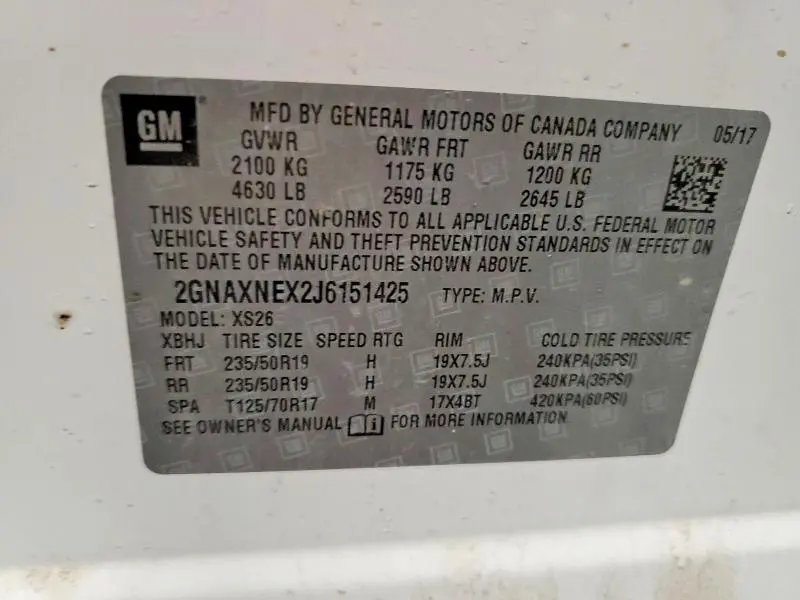 GM MFD BY GENERAL MOTORS OF CANADA COMPANY 05/17
GVWR GAWR FRT GAWR RR
2100 KG 1175 KG 1200 KG
4630 LB 2590 LB 2645 LB
THIS VEHICLE CONFORMS TO ALL APPLICABLE U.S. FEDERAL MOTOR
VEHICLE SAFETY AND THEFT PREVENTION STANDARDS IN EFFECT ON
THE DATE OF MANUFACTURE SHOWN ABOVE.
2GNAXNEX2J6151425 TYPE: M.P.V.
MODEL: XS26
XBHJ TIRE SIZE SPEED RTG RIM COLD TIRE PRESSURE
FRT 235/50R19 H 19X7.5J 240KPA(35PSI)
RR 235/50R19 H 19X7.5J 240KPA(35PSI)
SPA T125/70R17 M 17X4BT 420KPA(60PSI)
SEE OWNER'S MANUAL FOR MORE INFORMATION